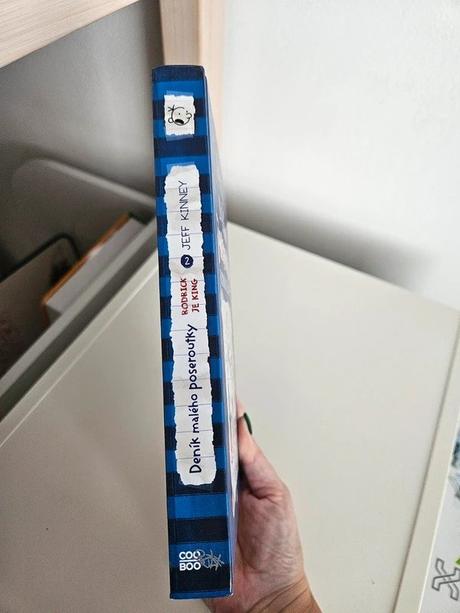 Deník malého poseroutky
RODRICK
JE KING
2
JEFF KINNEY
COO
BOO